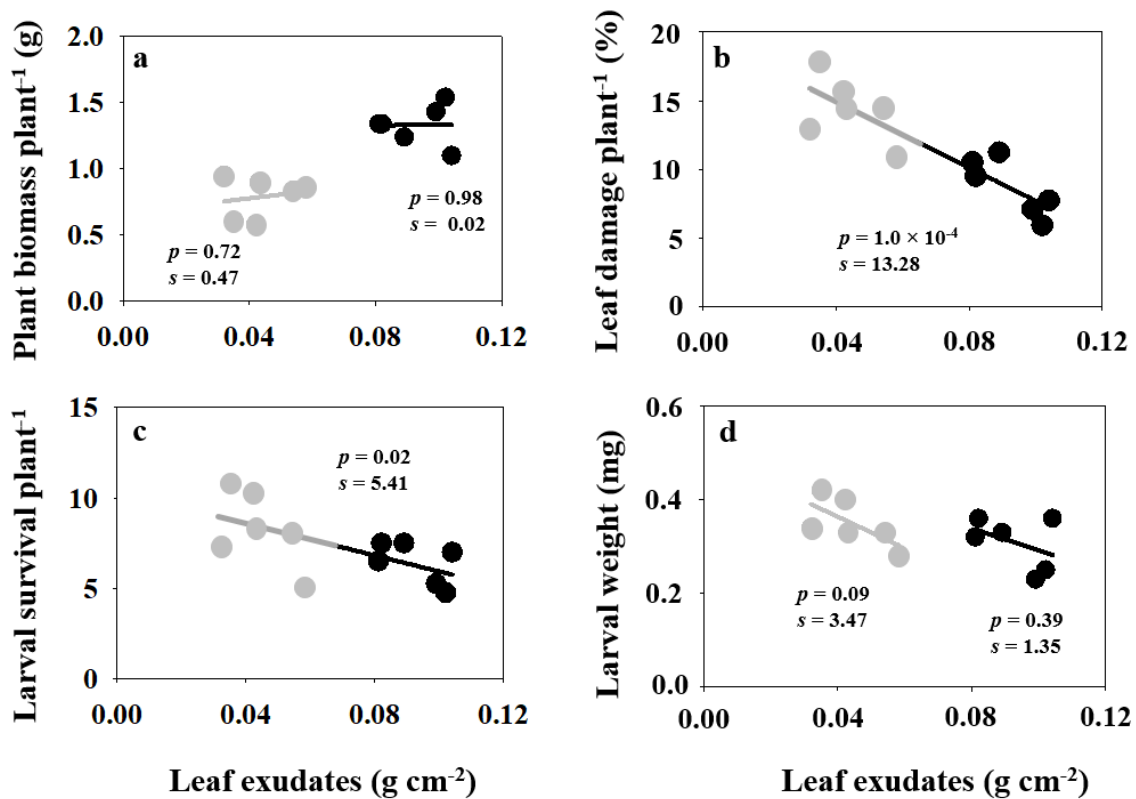 Plant biomass plant⁻¹ (g)
2.0
1.5
1.0
0.5
0.0
a
p = 0.98
s = 0.02
p = 0.72
s = 0.47
0.00 0.04 0.08 0.12
Leaf damage plant⁻¹ (%)
20
15
10
5
0
b
p = 1.0 × 10⁻⁴
s = 13.28
0.00 0.04 0.08 0.12
Larval survival plant⁻¹
15
10
5
0
c
p = 0.02
s = 5.41
0.00 0.04 0.08 0.12
Leaf exudates (g cm⁻²)
Larval weight (mg)
0.6
0.4
0.2
0.0
d
p = 0.09
s = 3.47
p = 0.39
s = 1.35
0.00 0.04 0.08 0.12
Leaf exudates (g cm⁻²)